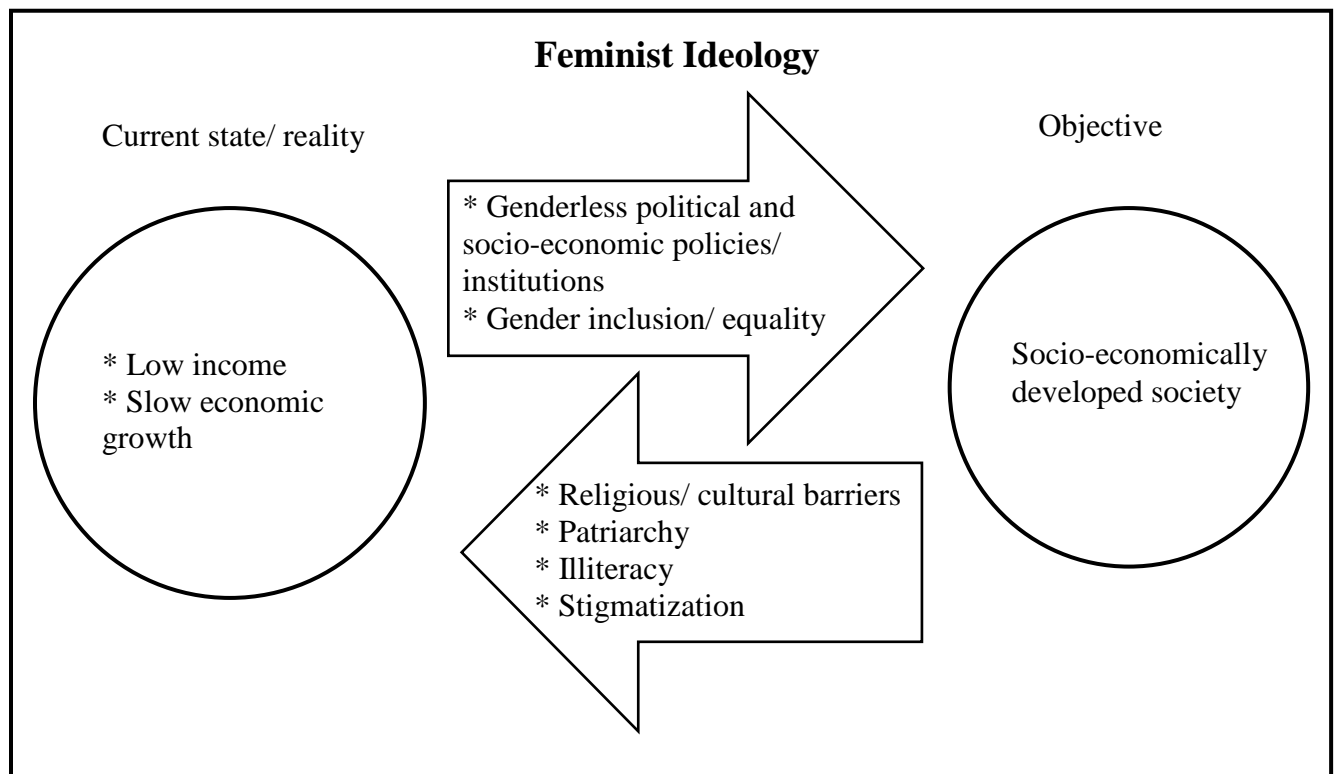 Feminist Ideology
Current state/ reality
Objective
* Genderless political and
socio-economic policies/
institutions
* Gender inclusion/ equality
* Low income
* Slow economic
growth
Socio-economically
developed society
* Religious/ cultural barriers
* Patriarchy
* Illiteracy
* Stigmatization